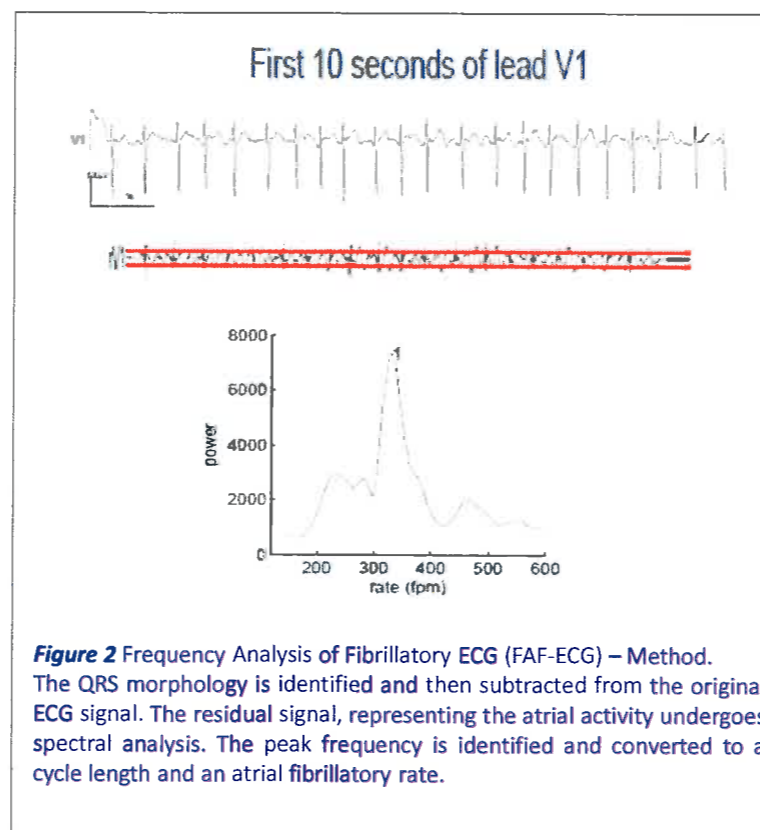 First 10 seconds of lead V1
V1
8000
6000
4000
2000
0
power
200 300 400 500 600
rate (fpm)
Figure 2 Frequency Analysis of Fibrillatory ECG (FAF-ECG) – Method.
The QRS morphology is identified and then subtracted from the origina
ECG signal. The residual signal, representing the atrial activity undergoes
spectral analysis. The peak frequency is identified and converted to a
cycle length and an atrial fibrillatory rate.